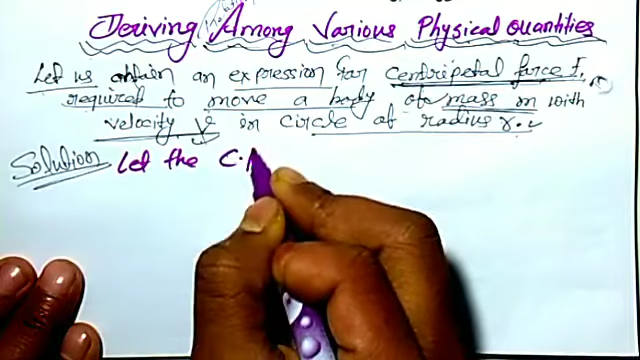 Deriving Among Various Physical Quantities
Let us obtain an expression for centripetal force F,
required to move a body of mass m with
velocity v in circle of radius r.
Solution Let the C.